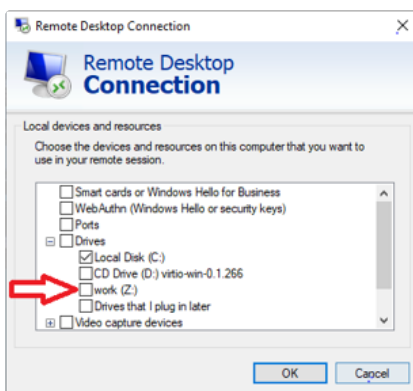 Remote Desktop Connection
Remote Desktop
Connection
Local devices and resources
Choose the devices and resources on this computer that you want to
use in your remote session.
Smart cards or Windows Hello for Business
WebAuthn (Windows Hello or security keys)
Ports
Drives
Local Disk (C:)
CD Drive (D:) virtio-win-0.1.266
work (Z:)
Drives that I plug in later
Video capture devices
OK Cancel